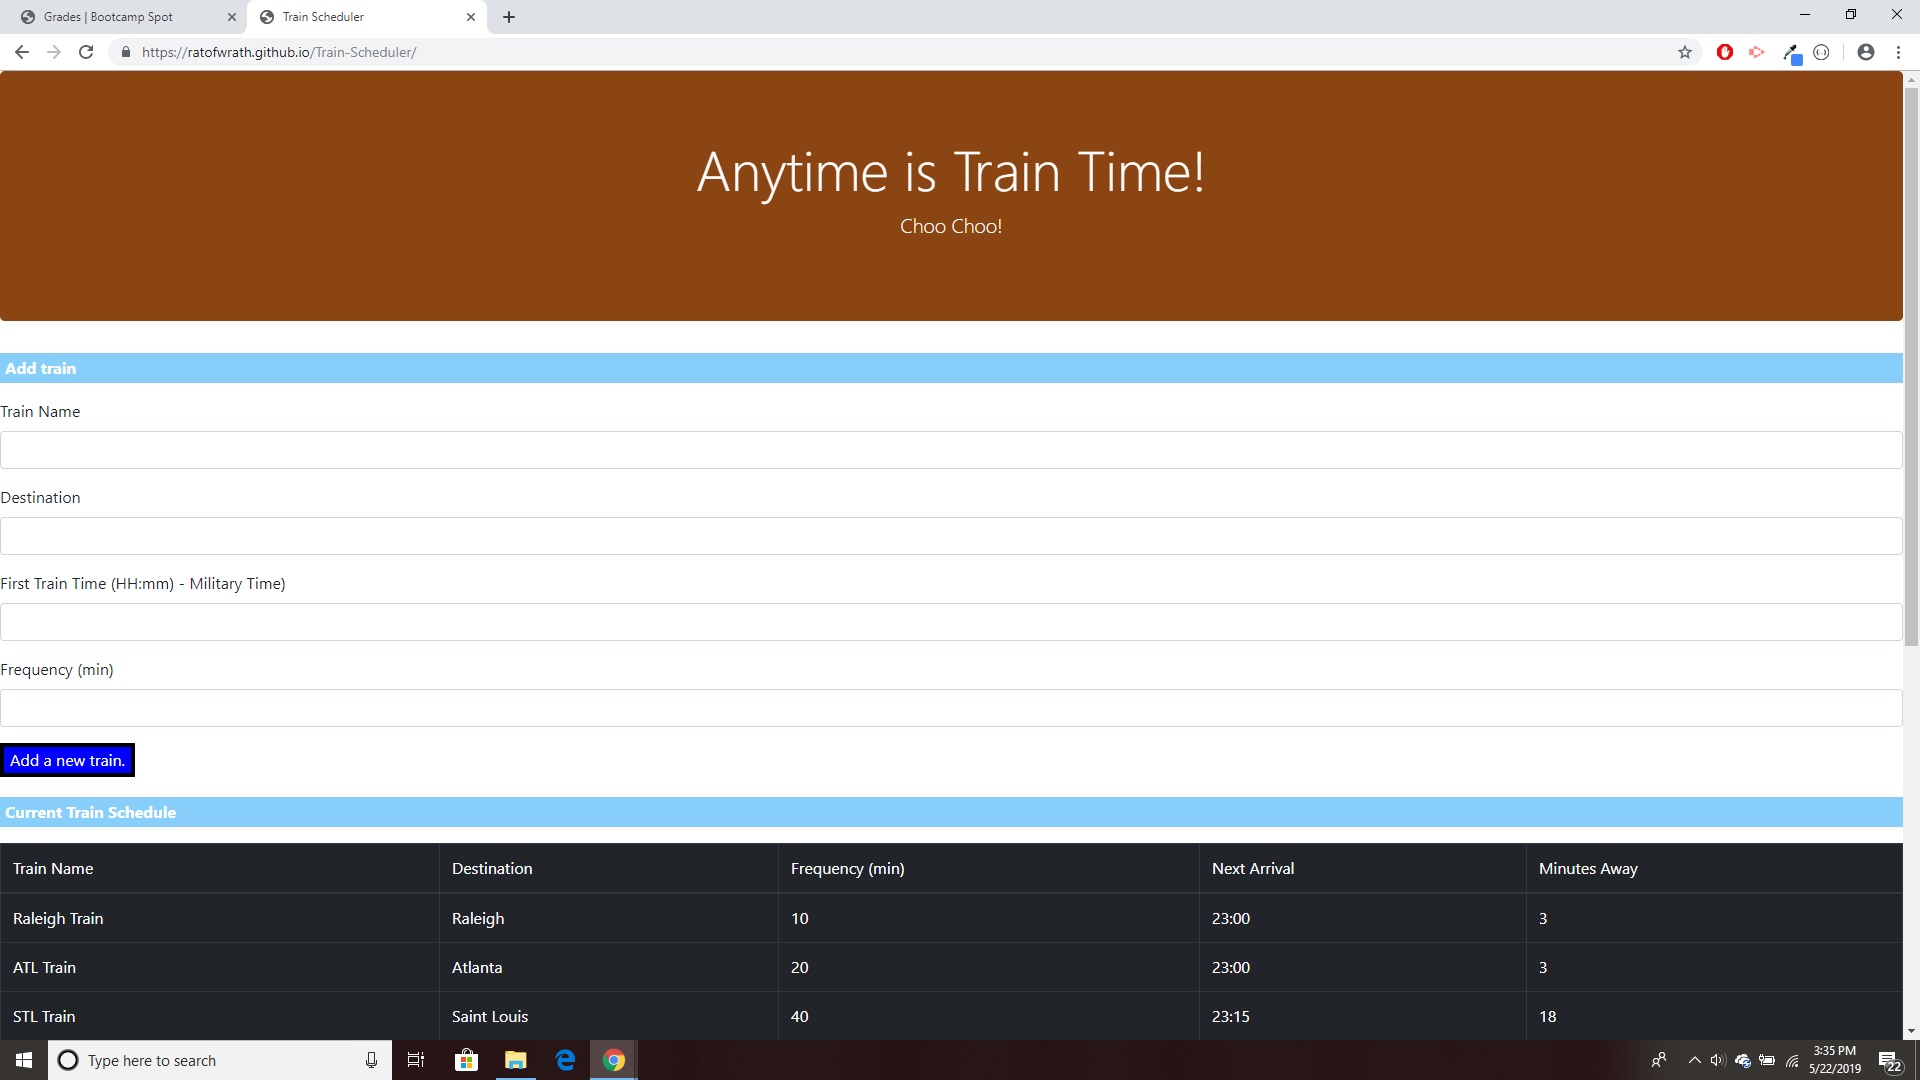 Grades | Bootcamp Spot
Train Scheduler
https://ratofwrath.github.io/Train-Scheduler/
Anytime is Train Time!
Choo Choo!
Add train
Train Name
Destination
First Train Time (HH:mm) - Military Time)
Frequency (min)
Add a new train.
Current Train Schedule
Train Name Destination Frequency (min) Next Arrival Minutes Away
Raleigh Train Raleigh 10 23:00 3
ATL Train Atlanta 20 23:00 3
STL Train Saint Louis 40 23:15 18
Type here to search
3:35 PM
5/22/2019
22